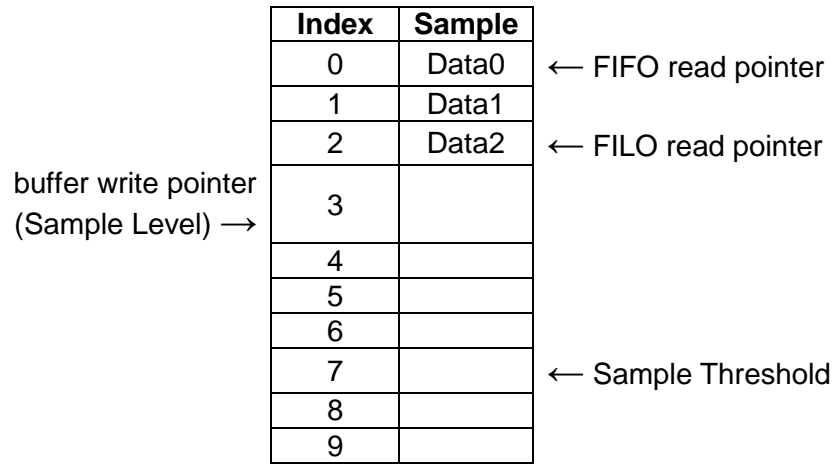 Index Sample
0 Data0 ← FIFO read pointer
1 Data1
2 Data2 ← FILO read pointer
buffer write pointer
(Sample Level) → 3
4
5
6
7 ← Sample Threshold
8
9